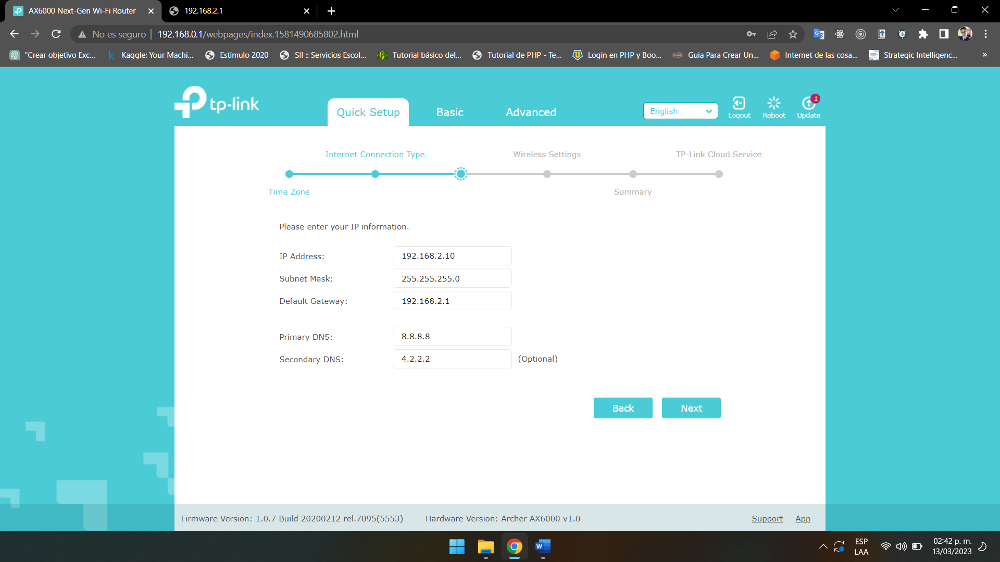 AX6000 Next-Gen Wi-Fi Router
192.168.2.1
No es seguro
192.168.0.1/webpages/index.1581490685802.html
"Crear objetivo Exc...
Kaggle: Your Machi...
Estimulo 2020
SII :: Servicios Escol...
Tutorial básico del...
Tutorial de PHP - Te...
Login en PHP y Boo...
Guia Para Crear Un...
Internet de las cosa...
Strategic Intelligenc...
»
tp-link
Quick Setup
Basic
Advanced
English
Logout
Reboot
1
Update
Internet Connection Type
Wireless Settings
TP-Link Cloud Service
Time Zone
Summary
Please enter your IP information.
IP Address: 192.168.2.10
Subnet Mask: 255.255.255.0
Default Gateway: 192.168.2.1
Primary DNS: 8.8.8.8
Secondary DNS: 4.2.2.2 (Optional)
Back
Next
Firmware Version: 1.0.7 Build 20200212 rel.7095(5553)
Hardware Version: Archer AX6000 v1.0
Support
App
ESP
LAA
02:42 p. m.
13/03/2023